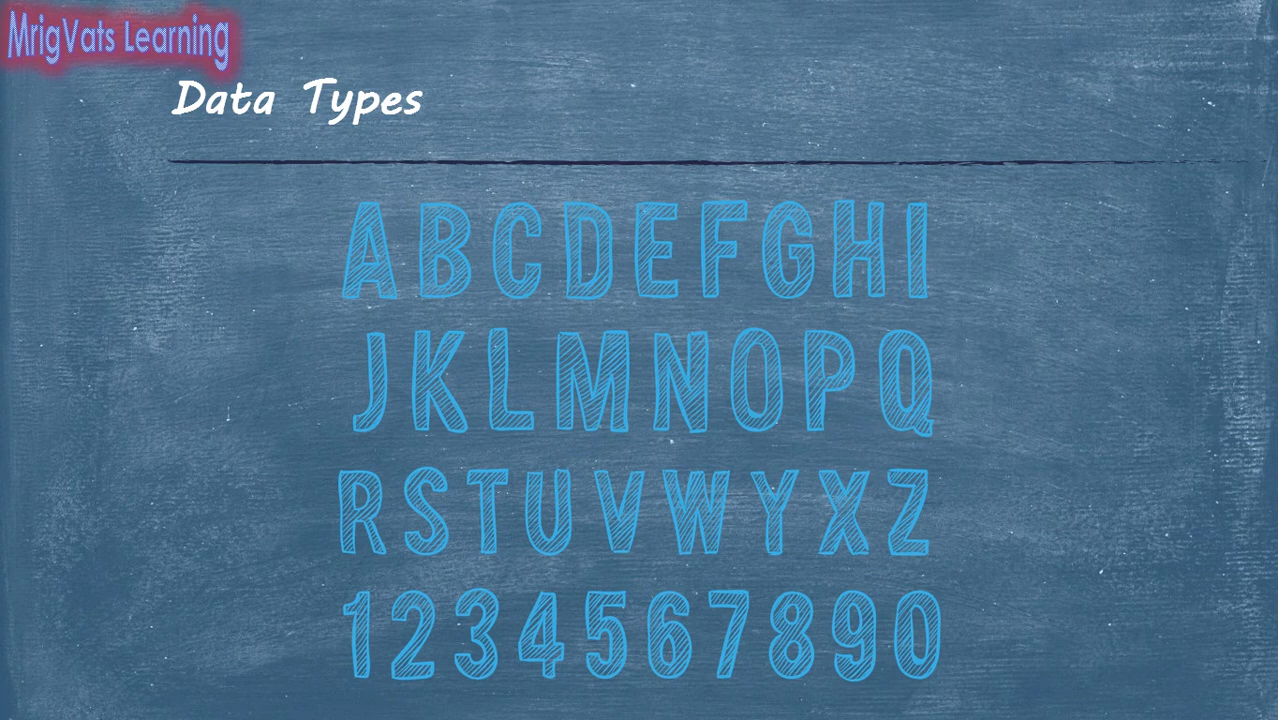 MrigVats Learning
Data Types
ABCDEFGHI
JKLMNOPQ
RSTUVWYXZ
1234567890